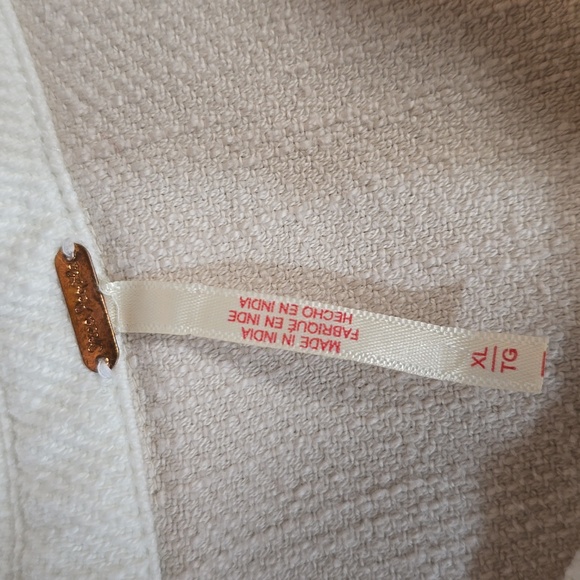 MADE IN INDIA
FABRIQUÉ EN INDE
HECHO EN INDIA
XL
TG